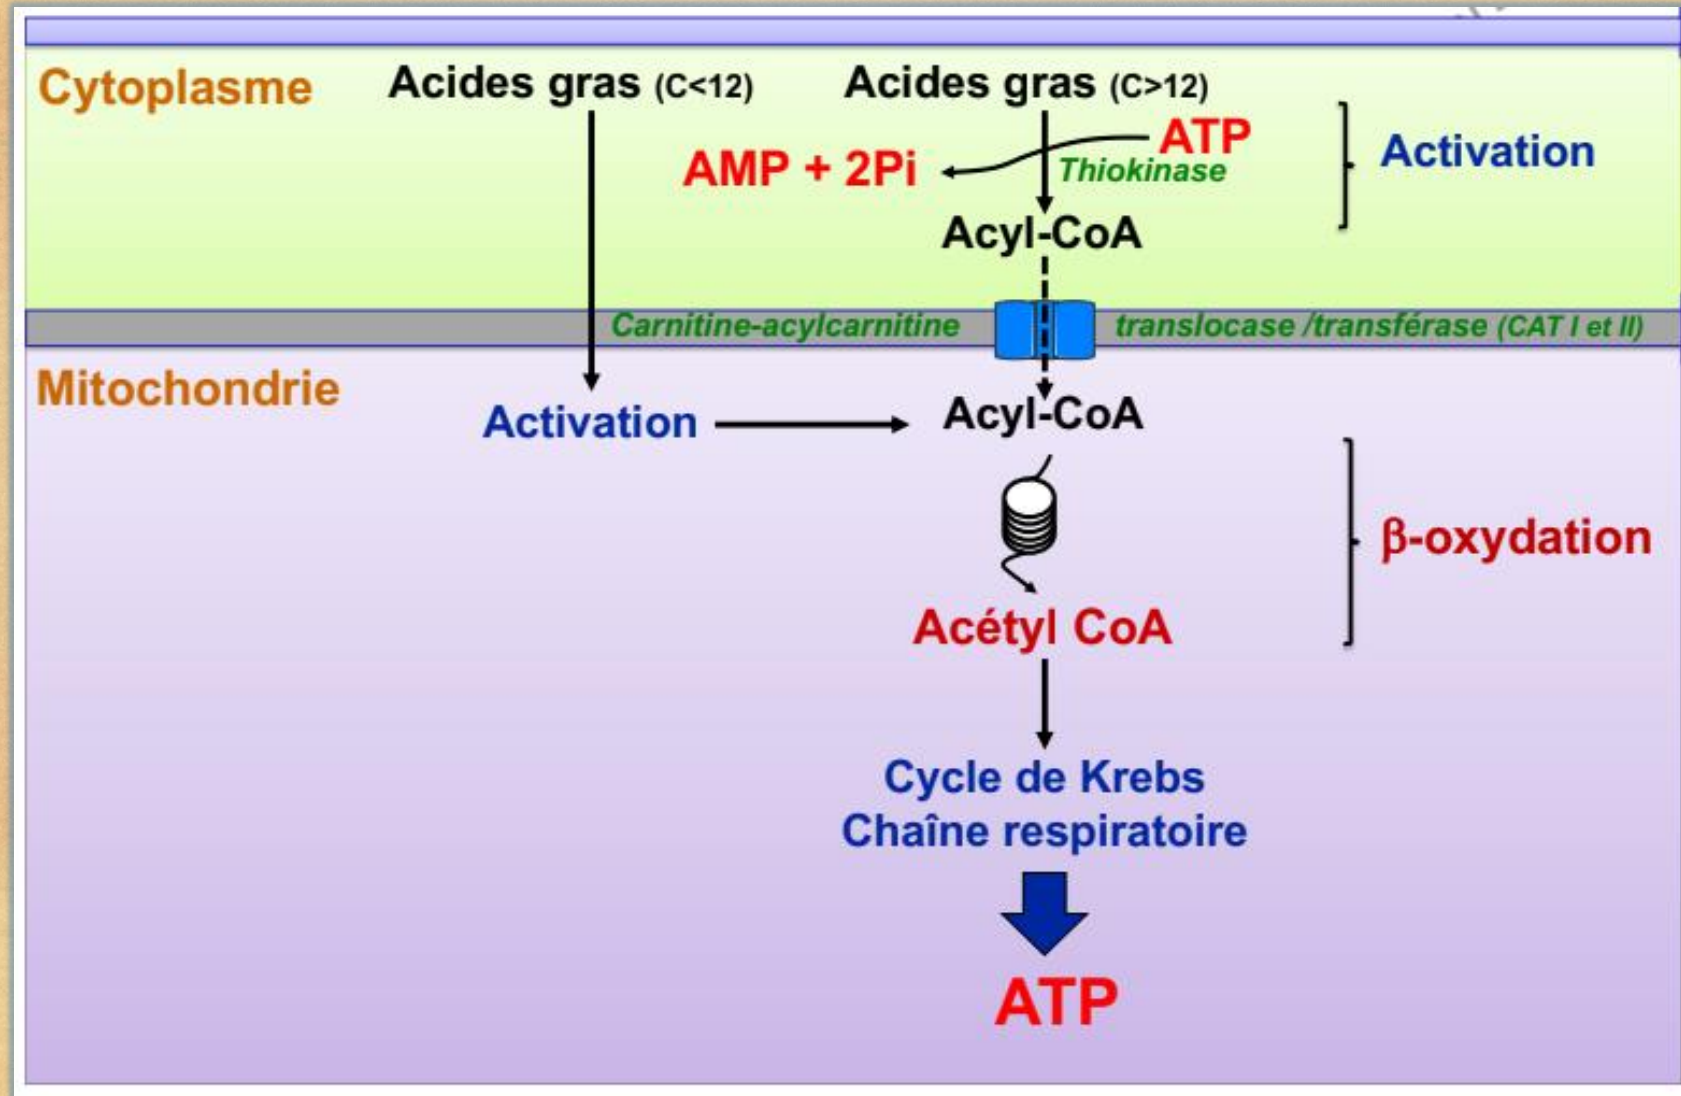 Cytoplasme
Acides gras (C<12)
Acides gras (C>12)
ATP
AMP + 2Pi
Thiokinase
Activation
Acyl-CoA
Carnitine-acylcarnitine
translocase /transférase (CAT I et II)
Mitochondrie
Activation
Acyl-CoA
β-oxydation
Acétyl CoA
Cycle de Krebs
Chaîne respiratoire
ATP